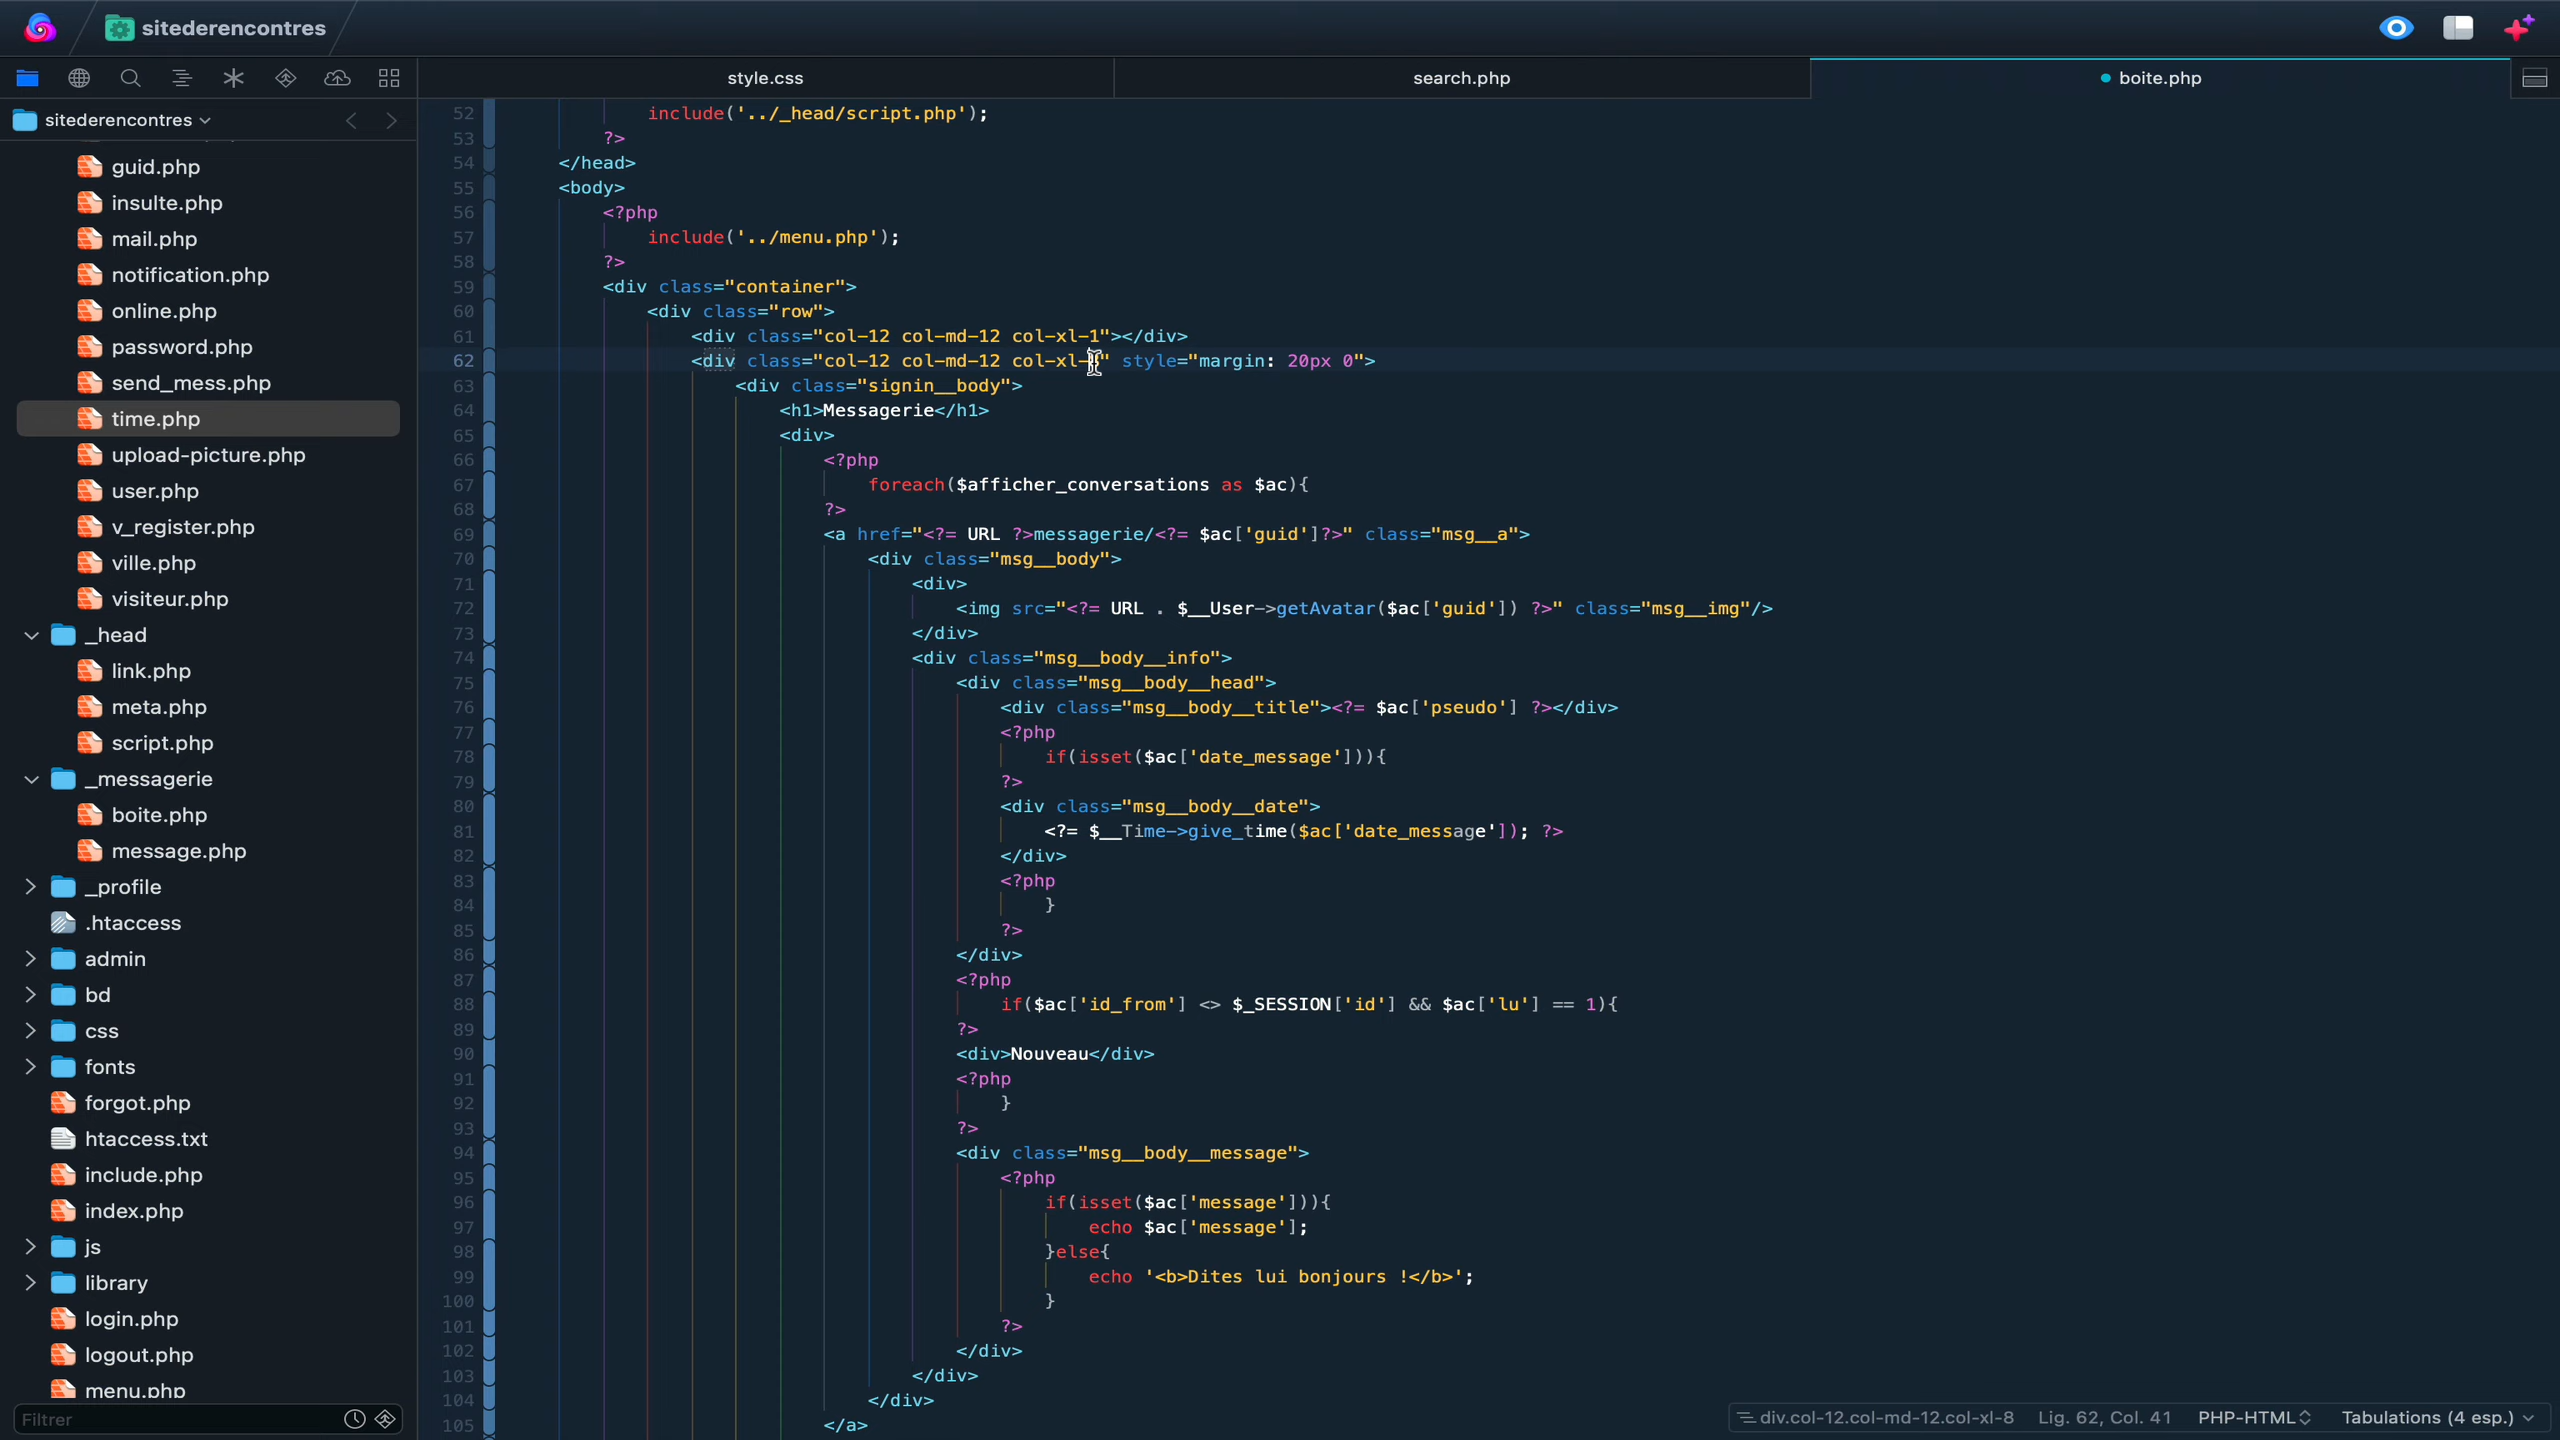 sitederencontres
style.css
search.php
boite.php
sitederencontres
guid.php
insulte.php
mail.php
notification.php
online.php
password.php
send_mess.php
time.php
upload-picture.php
user.php
v_register.php
ville.php
visiteur.php
_head
link.php
meta.php
script.php
_messagerie
boite.php
message.php
_profile
.htaccess
admin
bd
css
fonts
forgot.php
htaccess.txt
include.php
index.php
js
library
login.php
logout.php
menu.php
Filtrer
52 include('../_head/script.php');
53 ?>
54 </head>
55 <body>
56 <?php
57 include('../menu.php');
58 ?>
59 <div class="container">
60 <div class="row">
61 <div class="col-12 col-md-12 col-xl-1"></div>
62 <div class="col-12 col-md-12 col-xl-8" style="margin: 20px 0">
63 <div class="signin__body">
64 <h1>Messagerie</h1>
65 <div>
66 <?php
67 foreach($afficher_conversations as $ac){
68 ?>
69 <a href="<?= URL ?>messagerie/<?= $ac['guid']?>" class="msg__a">
70 <div class="msg__body">
71 <div>
72 <img src="<?= URL . $__User->getAvatar($ac['guid']) ?>" class="msg__img"/>
73 </div>
74 <div class="msg__body__info">
75 <div class="msg__body__head">
76 <div class="msg__body__title"><?= $ac['pseudo'] ?></div>
77 <?php
78 if(isset($ac['date_message'])){
79 ?>
80 <div class="msg__body__date">
81 <?= $__Time->give_time($ac['date_message']); ?>
82 </div>
83 <?php
84 }
85 ?>
86 </div>
87 <?php
88 if($ac['id_from'] <> $_SESSION['id'] && $ac['lu'] == 1){
89 ?>
90 <div>Nouveau</div>
91 <?php
92 }
93 ?>
94 <div class="msg__body__message">
95 <?php
96 if(isset($ac['message'])){
97 echo $ac['message'];
98 }else{
99 echo '<b>Dites lui bonjours !</b>';
100 }
101 ?>
102 </div>
103 </div>
104 </div>
105 </a>
div.col-12.col-md-12.col-xl-8 Lig. 62, Col. 41 PHP-HTML Tabulations (4 esp.)